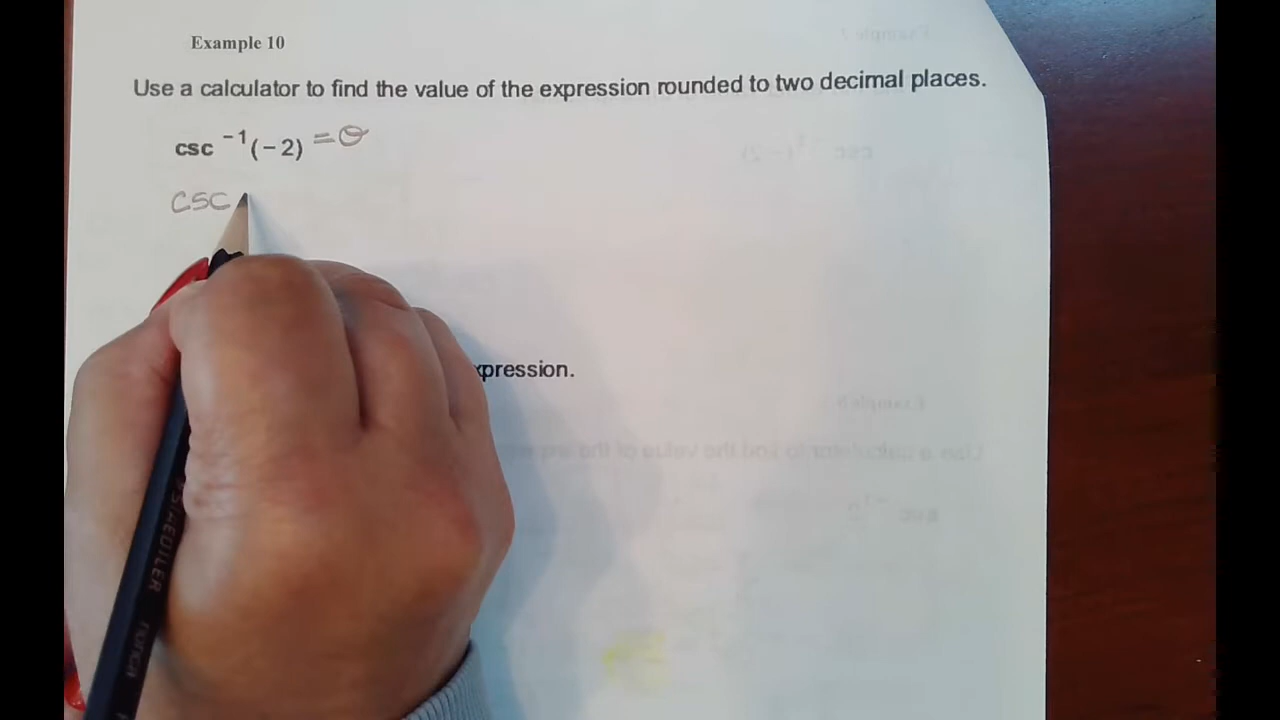 Example 10
Use a calculator to find the value of the expression rounded to two decimal places.
csc ⁻¹(−2) = θ
csc
xpression.
STAEDTLER norica